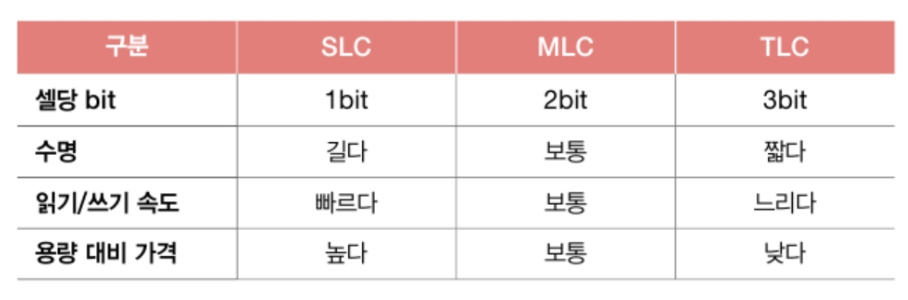 구분 SLC MLC TLC
셀당 bit 1bit 2bit 3bit
수명 길다 보통 짧다
읽기/쓰기 속도 빠르다 보통 느리다
용량 대비 가격 높다 보통 낮다